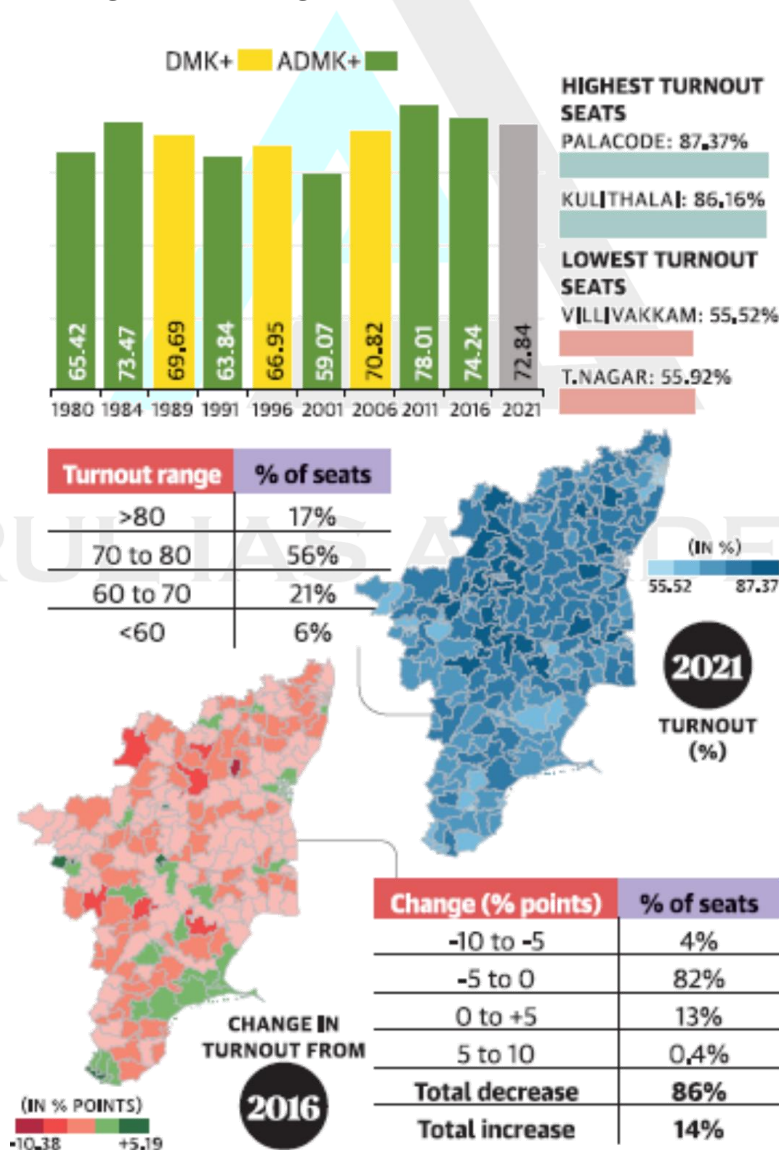 DMK+ ADMK+
65.42
73.47
69.69
63.84
66.95
59.07
70.82
78.01
74.24
72.84
1980 1984 1989 1991 1996 2001 2006 2011 2016 2021
HIGHEST TURNOUT
SEATS
PALACODE: 87.37%
KULITHALAI: 86.16%
LOWEST TURNOUT
SEATS
VILLIVAKKAM: 55.52%
T.NAGAR: 55.92%
Turnout range % of seats
>80 17%
70 to 80 56%
60 to 70 21%
<60 6%
(IN %)
55.52 87.37
2021
TURNOUT
(%)
Change (% points) % of seats
-10 to -5 4%
-5 to 0 82%
0 to +5 13%
5 to 10 0.4%
Total decrease 86%
Total increase 14%
CHANGE IN
TURNOUT FROM
2016
(IN % POINTS)
-10.38 +5.19